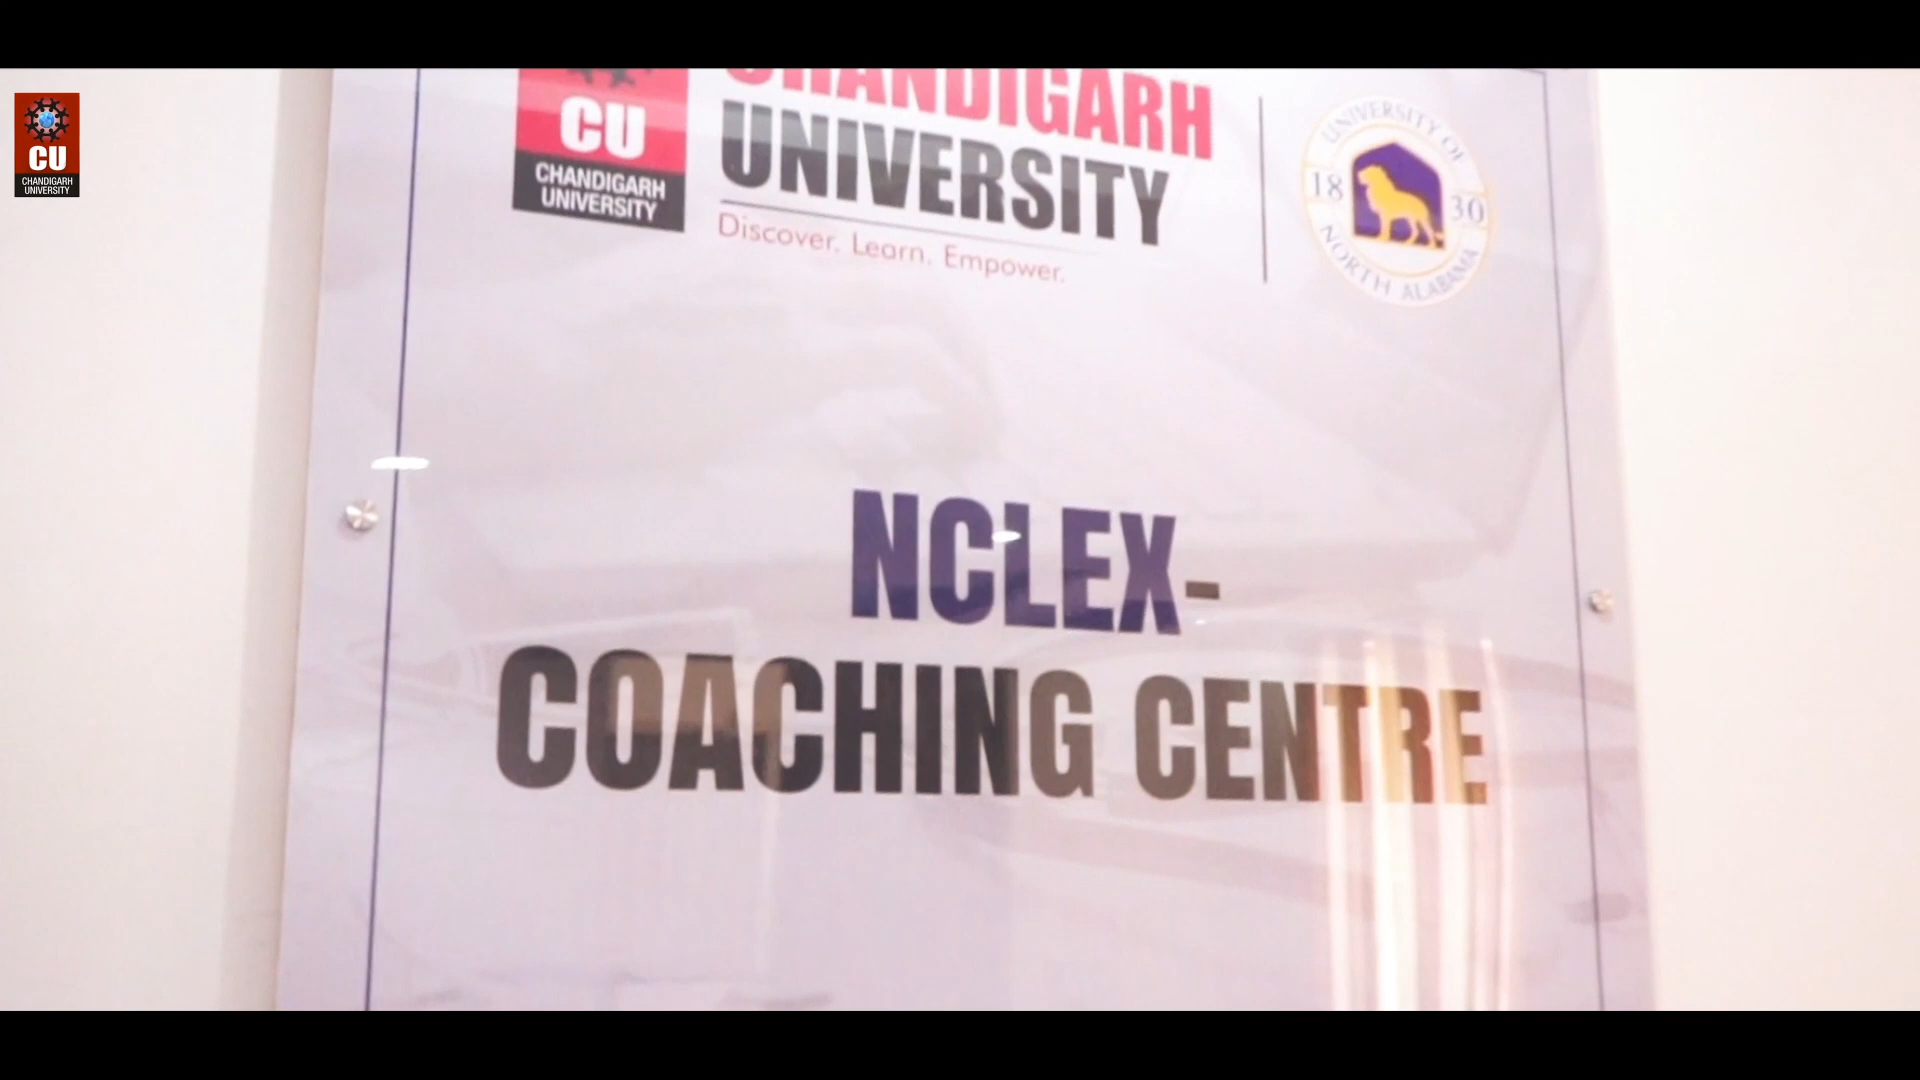 CU
CHANDIGARH
UNIVERSITY
CU
CHANDIGARH
UNIVERSITY
CHANDIGARH
UNIVERSITY
Discover. Learn. Empower.
UNIVERSITY OF
18 30
NORTH ALABAMA
NCLEX-
COACHING CENTRE